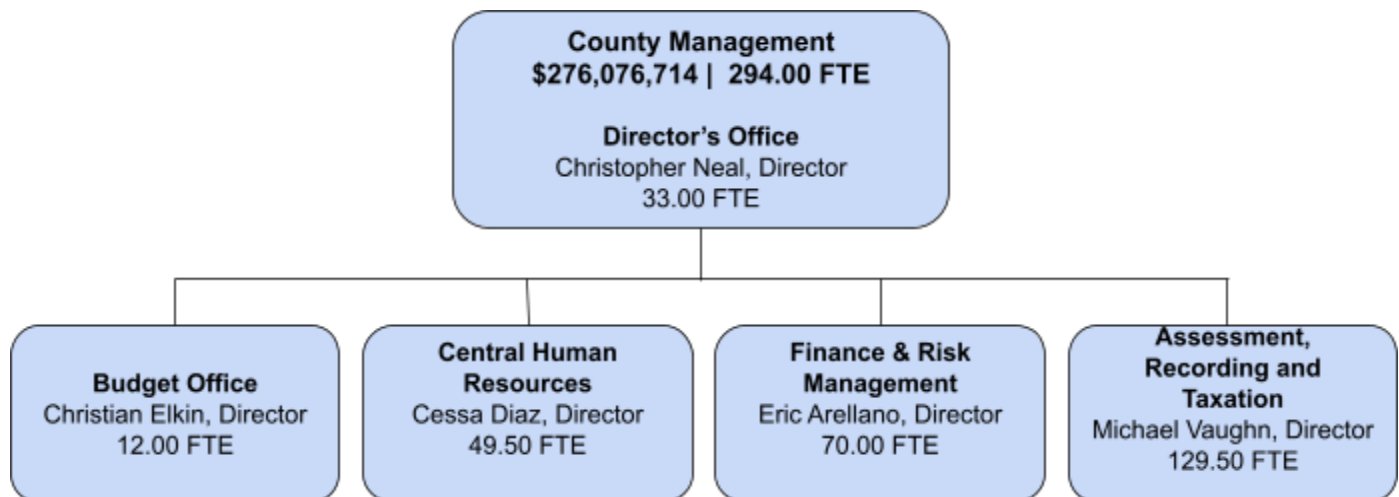 County Management
$276,076,714 | 294.00 FTE
Director’s Office
Christopher Neal, Director
33.00 FTE
Budget Office
Christian Elkin, Director
12.00 FTE
Central Human
Resources
Cessa Diaz, Director
49.50 FTE
Finance & Risk
Management
Eric Arellano, Director
70.00 FTE
Assessment,
Recording and
Taxation
Michael Vaughn, Director
129.50 FTE